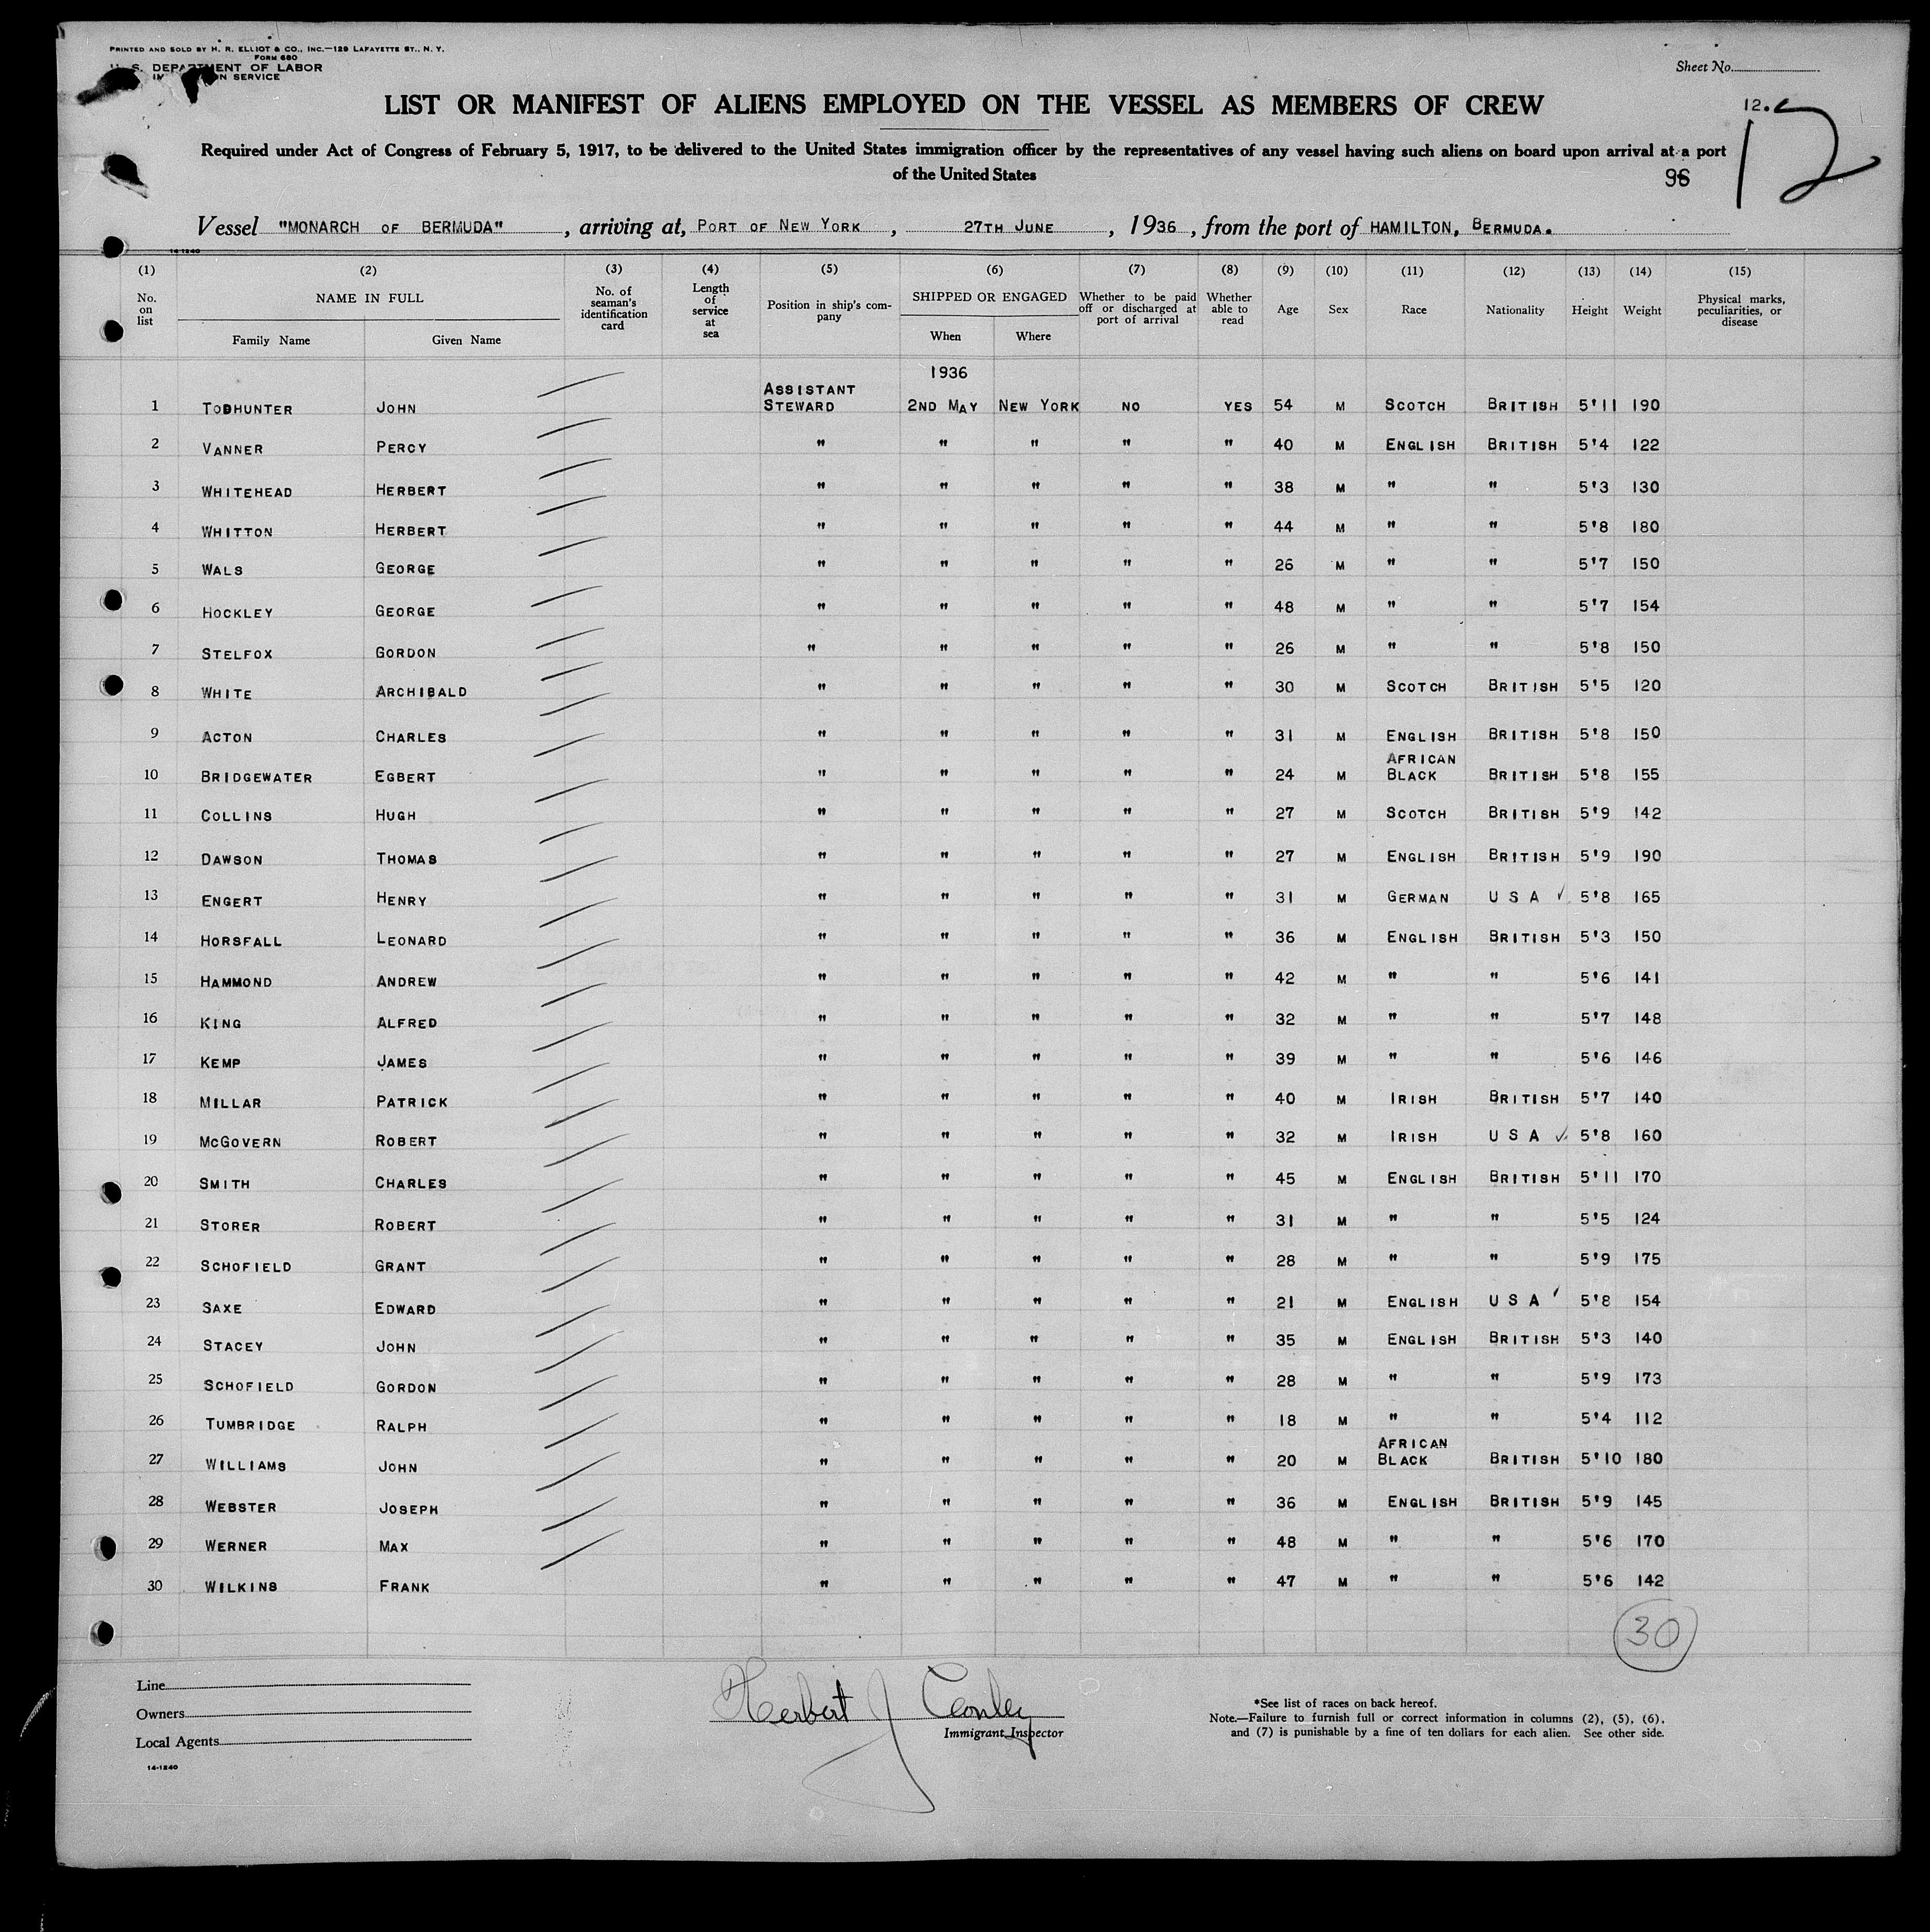 PRINTED AND SOLD BY H. R. ELLIOT & CO., INC.—129 LAFAYETTE ST., N. Y.
FORM 680
U. S. DEPARTMENT OF LABOR
SERVICE
Sheet No.
LIST OR MANIFEST OF ALIENS EMPLOYED ON THE VESSEL AS MEMBERS OF CREW
12.
12
Required under Act of Congress of February 5, 1917, to be delivered to the United States immigration officer by the representatives of any vessel having such aliens on board upon arrival at a port
of the United States
Vessel "MONARCH OF BERMUDA", arriving at, PORT OF NEW YORK, 27TH JUNE, 1936, from the port of HAMILTON, BERMUDA.
14-1240
(1) (2) (3) (4) (5) (6) (7) (8) (9) (10) (11) (12) (13) (14) (15)
No. on list NAME IN FULL Family Name Given Name No. of seaman's identification card Length of service at sea Position in ship's company SHIPPED OR ENGAGED When Where Whether to be paid off or discharged at port of arrival Whether able to read Age Sex Race Nationality Height Weight Physical marks, peculiarities, or disease
1936
1 TODHUNTER JOHN ASSISTANT STEWARD 2ND MAY NEW YORK NO YES 54 M SCOTCH BRITISH 5'11 190
2 VANNER PERCY " " " " " 40 M ENGLISH BRITISH 5'4 122
3 WHITEHEAD HERBERT " " " " " 38 M " " 5'3 130
4 WHITTON HERBERT " " " " " 44 M " " 5'8 180
5 WALS GEORGE " " " " " 26 M " " 5'7 150
6 HOCKLEY GEORGE " " " " " 48 M " " 5'7 154
7 STELFOX GORDON " " " " " 26 M " " 5'8 150
8 WHITE ARCHIBALD " " " " " 30 M SCOTCH BRITISH 5'5 120
9 ACTON CHARLES " " " " " 31 M ENGLISH BRITISH 5'8 150
10 BRIDGEWATER EGBERT " " " " " 24 M AFRICAN BLACK BRITISH 5'8 155
11 COLLINS HUGH " " " " " 27 M SCOTCH BRITISH 5'9 142
12 DAWSON THOMAS " " " " " 27 M ENGLISH BRITISH 5'9 190
13 ENGERT HENRY " " " " " 31 M GERMAN U S A ✓ 5'8 165
14 HORSFALL LEONARD " " " " " 36 M ENGLISH BRITISH 5'3 150
15 HAMMOND ANDREW " " " " " 42 M " " 5'6 141
16 KING ALFRED " " " " " 32 M " " 5'7 148
17 KEMP JAMES " " " " " 39 M " " 5'6 146
18 MILLAR PATRICK " " " " " 40 M IRISH BRITISH 5'7 140
19 MCGOVERN ROBERT " " " " " 32 M IRISH U S A ✓ 5'8 160
20 SMITH CHARLES " " " " " 45 M ENGLISH BRITISH 5'11 170
21 STORER ROBERT " " " " " 31 M " " 5'5 124
22 SCHOFIELD GRANT " " " " " 28 M " " 5'9 175
23 SAXE EDWARD " " " " " 21 M ENGLISH U S A ✓ 5'8 154
24 STACEY JOHN " " " " " 35 M ENGLISH BRITISH 5'3 140
25 SCHOFIELD GORDON " " " " " 28 M " " 5'9 173
26 TUMBRIDGE RALPH " " " " " 18 M " " 5'4 112
27 WILLIAMS JOHN " " " " " 20 M AFRICAN BLACK BRITISH 5'10 180
28 WEBSTER JOSEPH " " " " " 36 M ENGLISH BRITISH 5'9 145
29 WERNER MAX " " " " " 48 M " " 5'6 170
30 WILKINS FRANK " " " " " 47 M " " 5'6 142
30
Line
Owners
Local Agents
14-1240
Herbert J Conley
Immigrant Inspector
*See list of races on back hereof.
Note.—Failure to furnish full or correct information in columns (2), (5), (6),
and (7) is punishable by a fine of ten dollars for each alien. See other side.